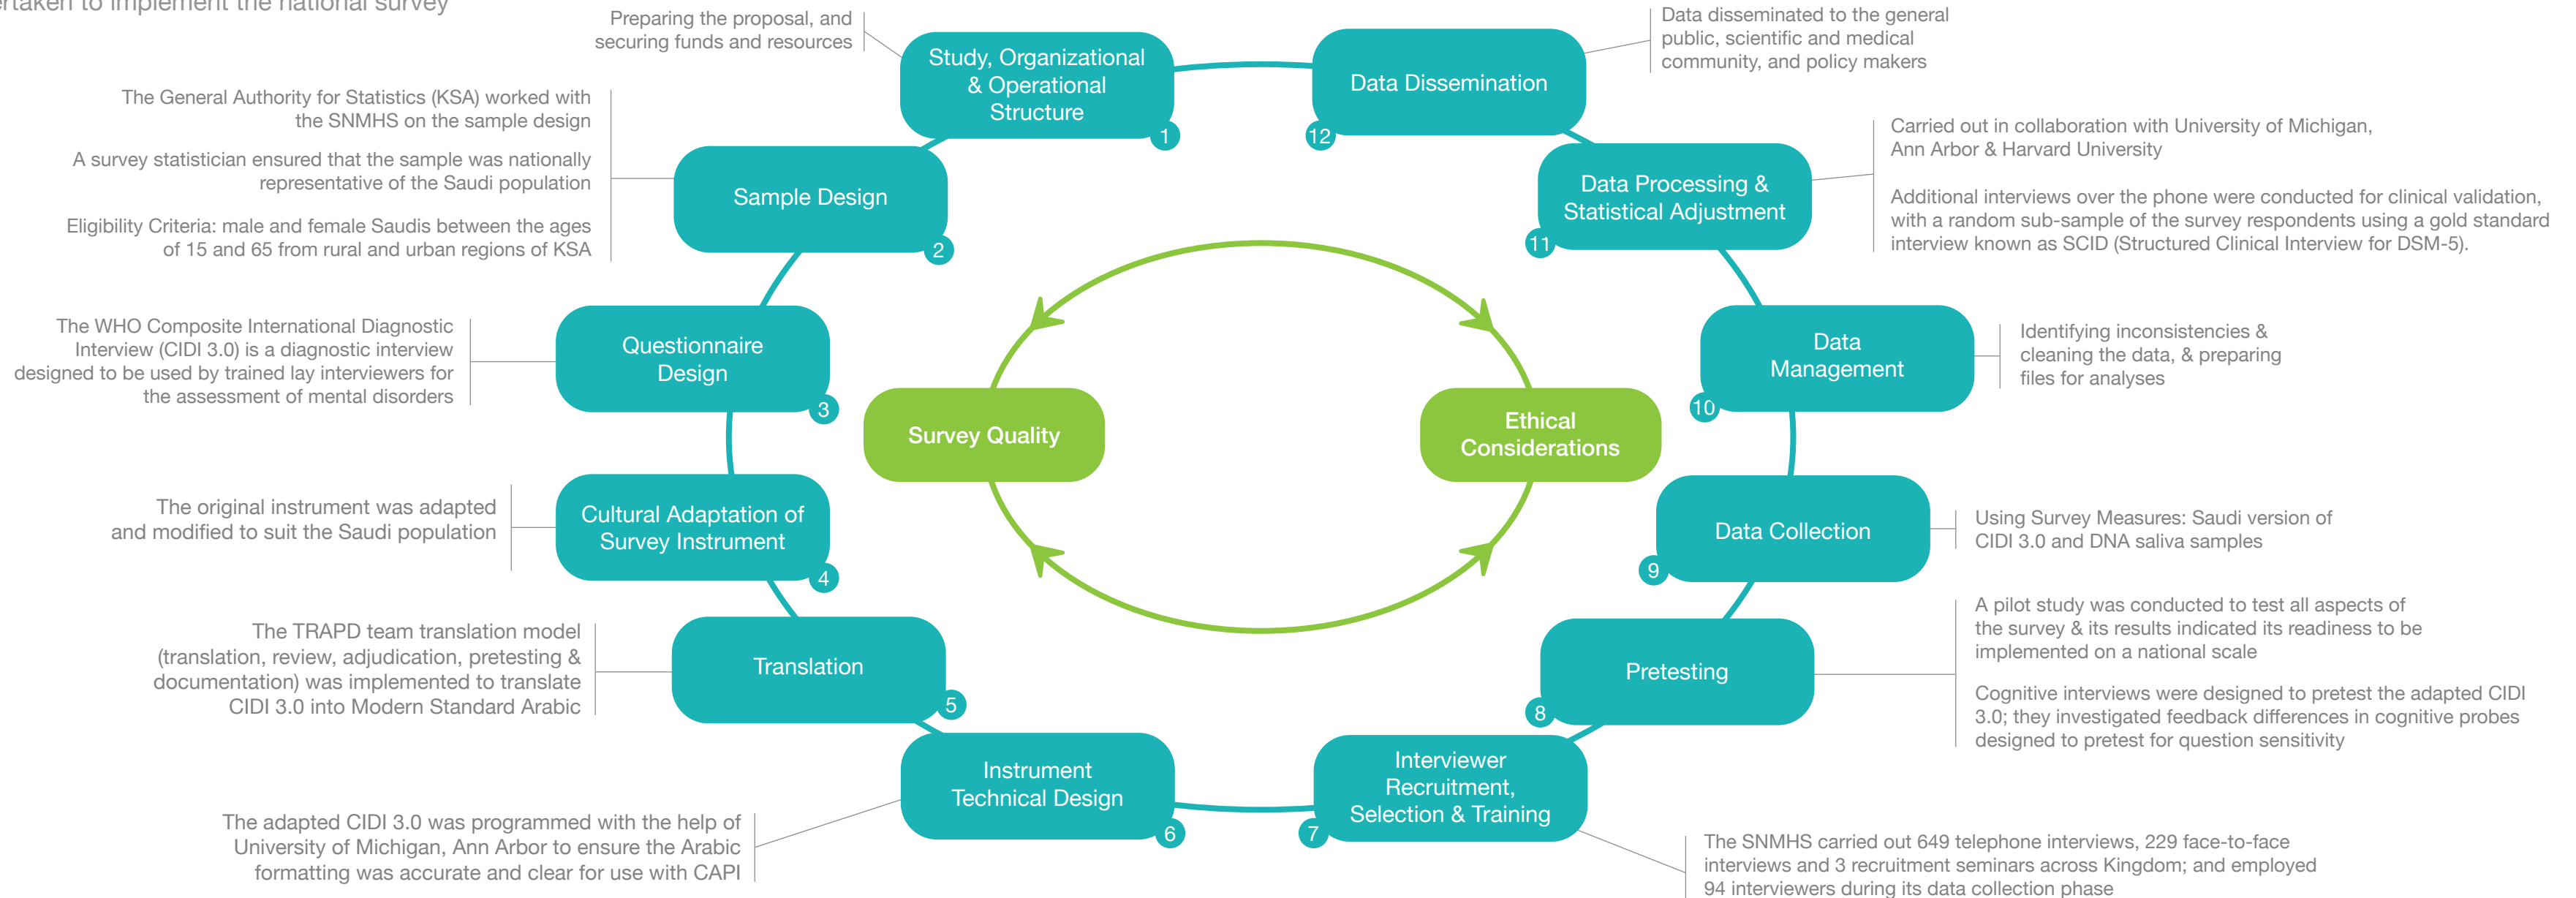 undertaken to implement the national survey
Preparing the proposal, and
securing funds and resources
Study, Organizational
& Operational
Structure
1
The General Authority for Statistics (KSA) worked with
the SNMHS on the sample design
A survey statistician ensured that the sample was nationally
representative of the Saudi population
Eligibility Criteria: male and female Saudis between the ages
of 15 and 65 from rural and urban regions of KSA
Sample Design
2
The WHO Composite International Diagnostic
Interview (CIDI 3.0) is a diagnostic interview
designed to be used by trained lay interviewers for
the assessment of mental disorders
Questionnaire
Design
3
The original instrument was adapted
and modified to suit the Saudi population
Cultural Adaptation of
Survey Instrument
4
The TRAPD team translation model
(translation, review, adjudication, pretesting &
documentation) was implemented to translate
CIDI 3.0 into Modern Standard Arabic
Translation
5
The adapted CIDI 3.0 was programmed with the help of
University of Michigan, Ann Arbor to ensure the Arabic
formatting was accurate and clear for use with CAPI
Instrument
Technical Design
6
Interviewer
Recruitment,
Selection & Training
7
The SNMHS carried out 649 telephone interviews, 229 face-to-face
interviews and 3 recruitment seminars across Kingdom; and employed
94 interviewers during its data collection phase
Pretesting
8
A pilot study was conducted to test all aspects of
the survey & its results indicated its readiness to be
implemented on a national scale
Cognitive interviews were designed to pretest the adapted CIDI
3.0; they investigated feedback differences in cognitive probes
designed to pretest for question sensitivity
Data Collection
9
Using Survey Measures: Saudi version of
CIDI 3.0 and DNA saliva samples
Data
Management
10
Identifying inconsistencies &
cleaning the data, & preparing
files for analyses
Data Processing &
Statistical Adjustment
11
Carried out in collaboration with University of Michigan,
Ann Arbor & Harvard University
Additional interviews over the phone were conducted for clinical validation,
with a random sub-sample of the survey respondents using a gold standard
interview known as SCID (Structured Clinical Interview for DSM-5).
Data Dissemination
12
Data disseminated to the general
public, scientific and medical
community, and policy makers
Survey Quality
Ethical
Considerations